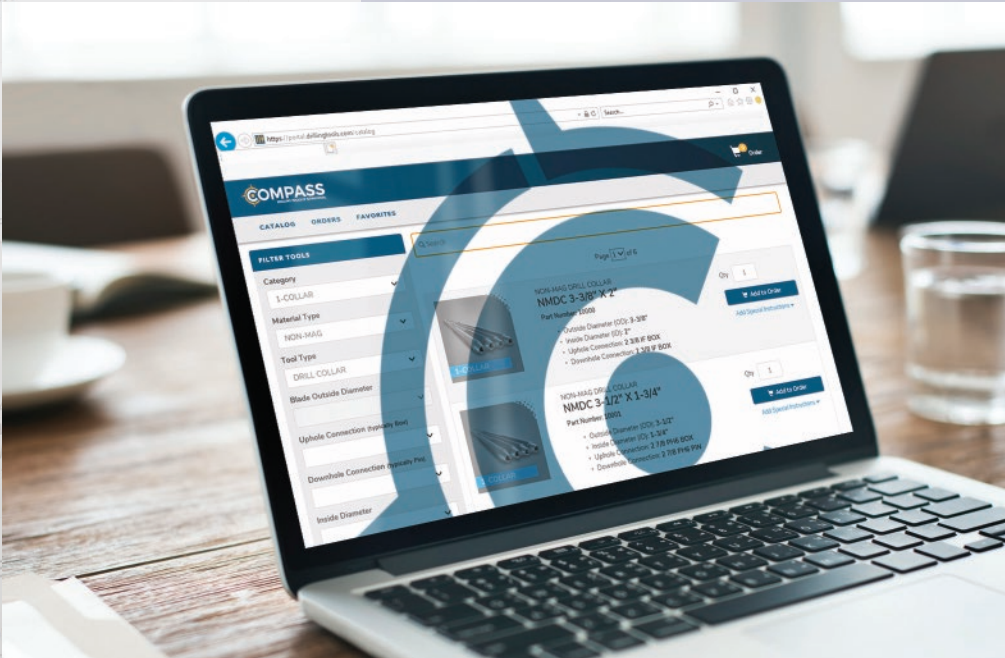 https://portal.drillingtools.com/catalog
Search...
COMPASS
Order
CATALOG ORDERS FAVORITES
Search
FILTER TOOLS
Page 1 of 6
Category
1-COLLAR
Material Type
NON-MAG
Tool Type
DRILL COLLAR
Blade Outside Diameter
Uphole Connection (typically Box)
Downhole Connection (typically Pin)
Inside Diameter
1-COLLAR
NON-MAG DRILL COLLAR
NMDC 3-3/8" X 2"
Part Number: 10000
• Outside Diameter (OD): 3-3/8"
• Inside Diameter (ID): 2"
• Uphole Connection: 2 3/8 IF BOX
• Downhole Connection: 2 3/8 IF BOX
Qty 1
Add to Order
Add Special Instructions
1-COLLAR
NON-MAG DRILL COLLAR
NMDC 3-1/2" X 1-3/4"
Part Number: 10001
• Outside Diameter (OD): 3-1/2"
• Inside Diameter (ID): 1-3/4"
• Uphole Connection: 2 7/8 PH6 BOX
• Downhole Connection: 2 7/8 PH6 PIN
Qty 1
Add to Order
Add Special Instructions